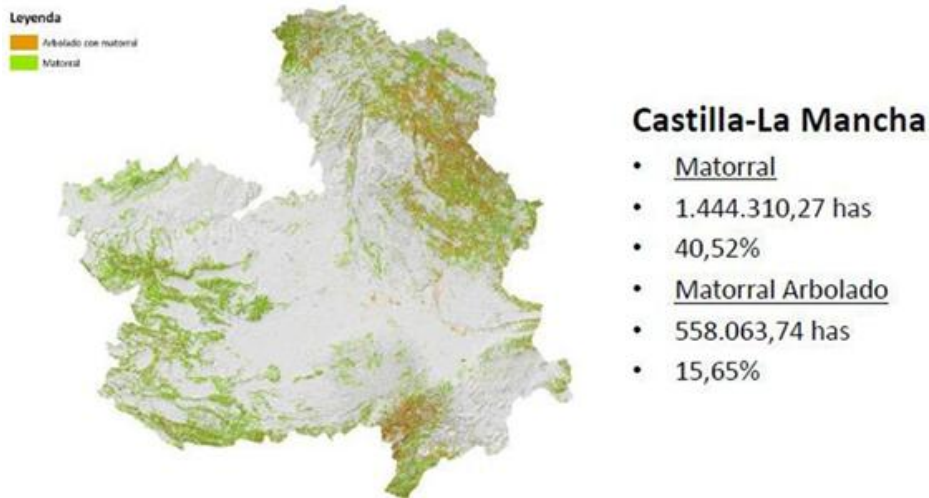 Leyenda
Arbolado con matorral
Matorral
Castilla-La Mancha
• Matorral
• 1.444.310,27 has
• 40,52%
• Matorral Arbolado
• 558.063,74 has
• 15,65%